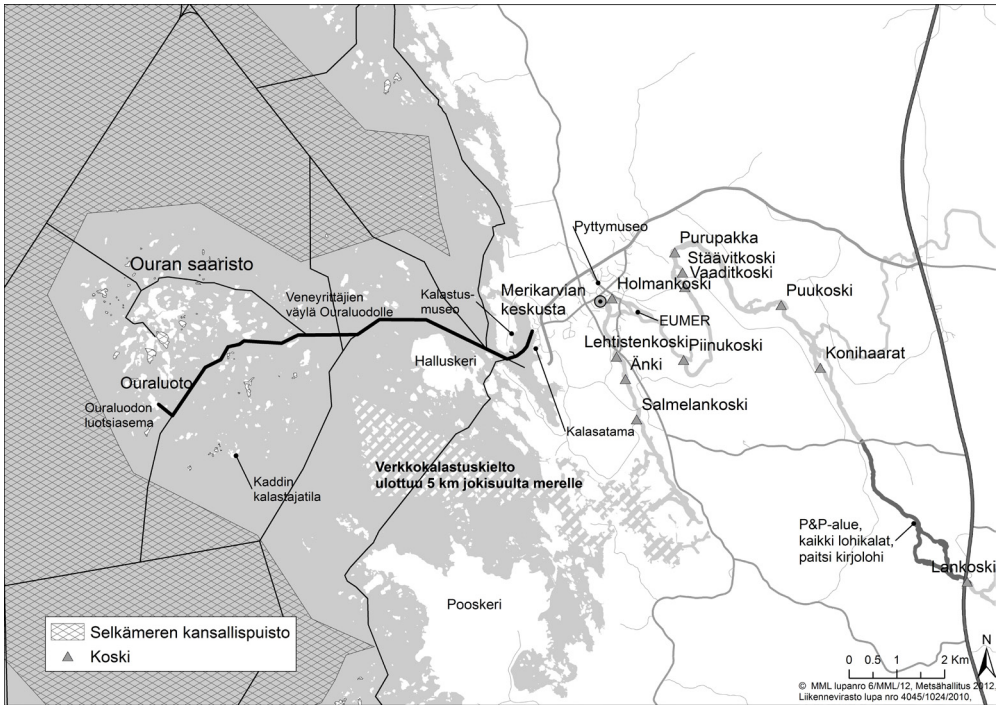 Pyttymuseo
Purupakka
Stäävitkoski
Vaaditkoski
Ouran saaristo
Veneyrittäjien
väylä Ouraluodolle
Kalastus-
museo
Merikarvian
keskusta
Holmankoski
Puukoski
EUMER
Halluskeri
Lehtistenkoski
Piinukoski
Konihaarat
Änki
Ouraluoto
Ouraluodon
luotsiasema
Salmelankoski
Kalasatama
Kaddin
kalastajatila
Verkkokalastuskielto
ulottuu 5 km jokisuulta merelle
P&P-alue,
kaikki lohikalat,
paitsi kirjolohi
Lankoski
Pooskeri
Selkämeren kansallispuisto
Koski
N
0 0.5 1 2 Km
© MML lupanro 6/MML/12, Metsähallitus 2012,
Liikennevirasto lupa nro 4045/1024/2010,